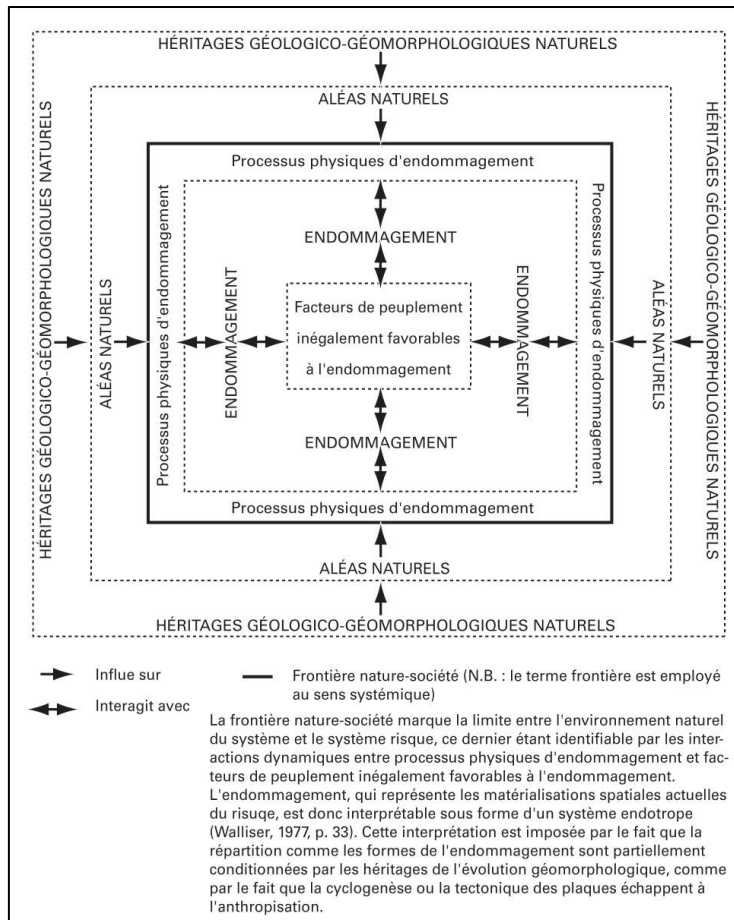 HÉRITAGES GÉOLOGICO-GÉOMORPHOLOGIQUES NATURELS
ALÉAS NATURELS
Processus physiques d'endommagement
ENDOMMAGEMENT
HÉRITAGES GÉOLOGICO-GÉOMORPHOLOGIQUES NATURELS
ALÉAS NATURELS
Processus physiques d'endommagement
ENDOMMAGEMENT
Facteurs de peuplement
inégalement favorables
à l'endommagement
ENDOMMAGEMENT
Processus physiques d'endommagement
ALÉAS NATURELS
HÉRITAGES GÉOLOGICO-GÉOMORPHOLOGIQUES NATURELS
ENDOMMAGEMENT
Processus physiques d'endommagement
ALÉAS NATURELS
HÉRITAGES GÉOLOGICO-GÉOMORPHOLOGIQUES NATURELS
Influe sur
Interagit avec
Frontière nature-société (N.B. : le terme frontière est employé
au sens systémique)
La frontière nature-société marque la limite entre l'environnement naturel
du système et le système risque, ce dernier étant identifiable par les inter-
actions dynamiques entre processus physiques d'endommagement et fac-
teurs de peuplement inégalement favorables à l'endommagement.
L'endommagement, qui représente les matérialisations spatiales actuelles
du risuqe, est donc interprétable sous forme d'un système endotrope
(Walliser, 1977, p. 33). Cette interprétation est imposée par le fait que la
répartition comme les formes de l'endommagement sont partiellement
conditionnées par les héritages de l'évolution géomorphologique, comme
par le fait que la cyclogenèse ou la tectonique des plaques échappent à
l'anthropisation.